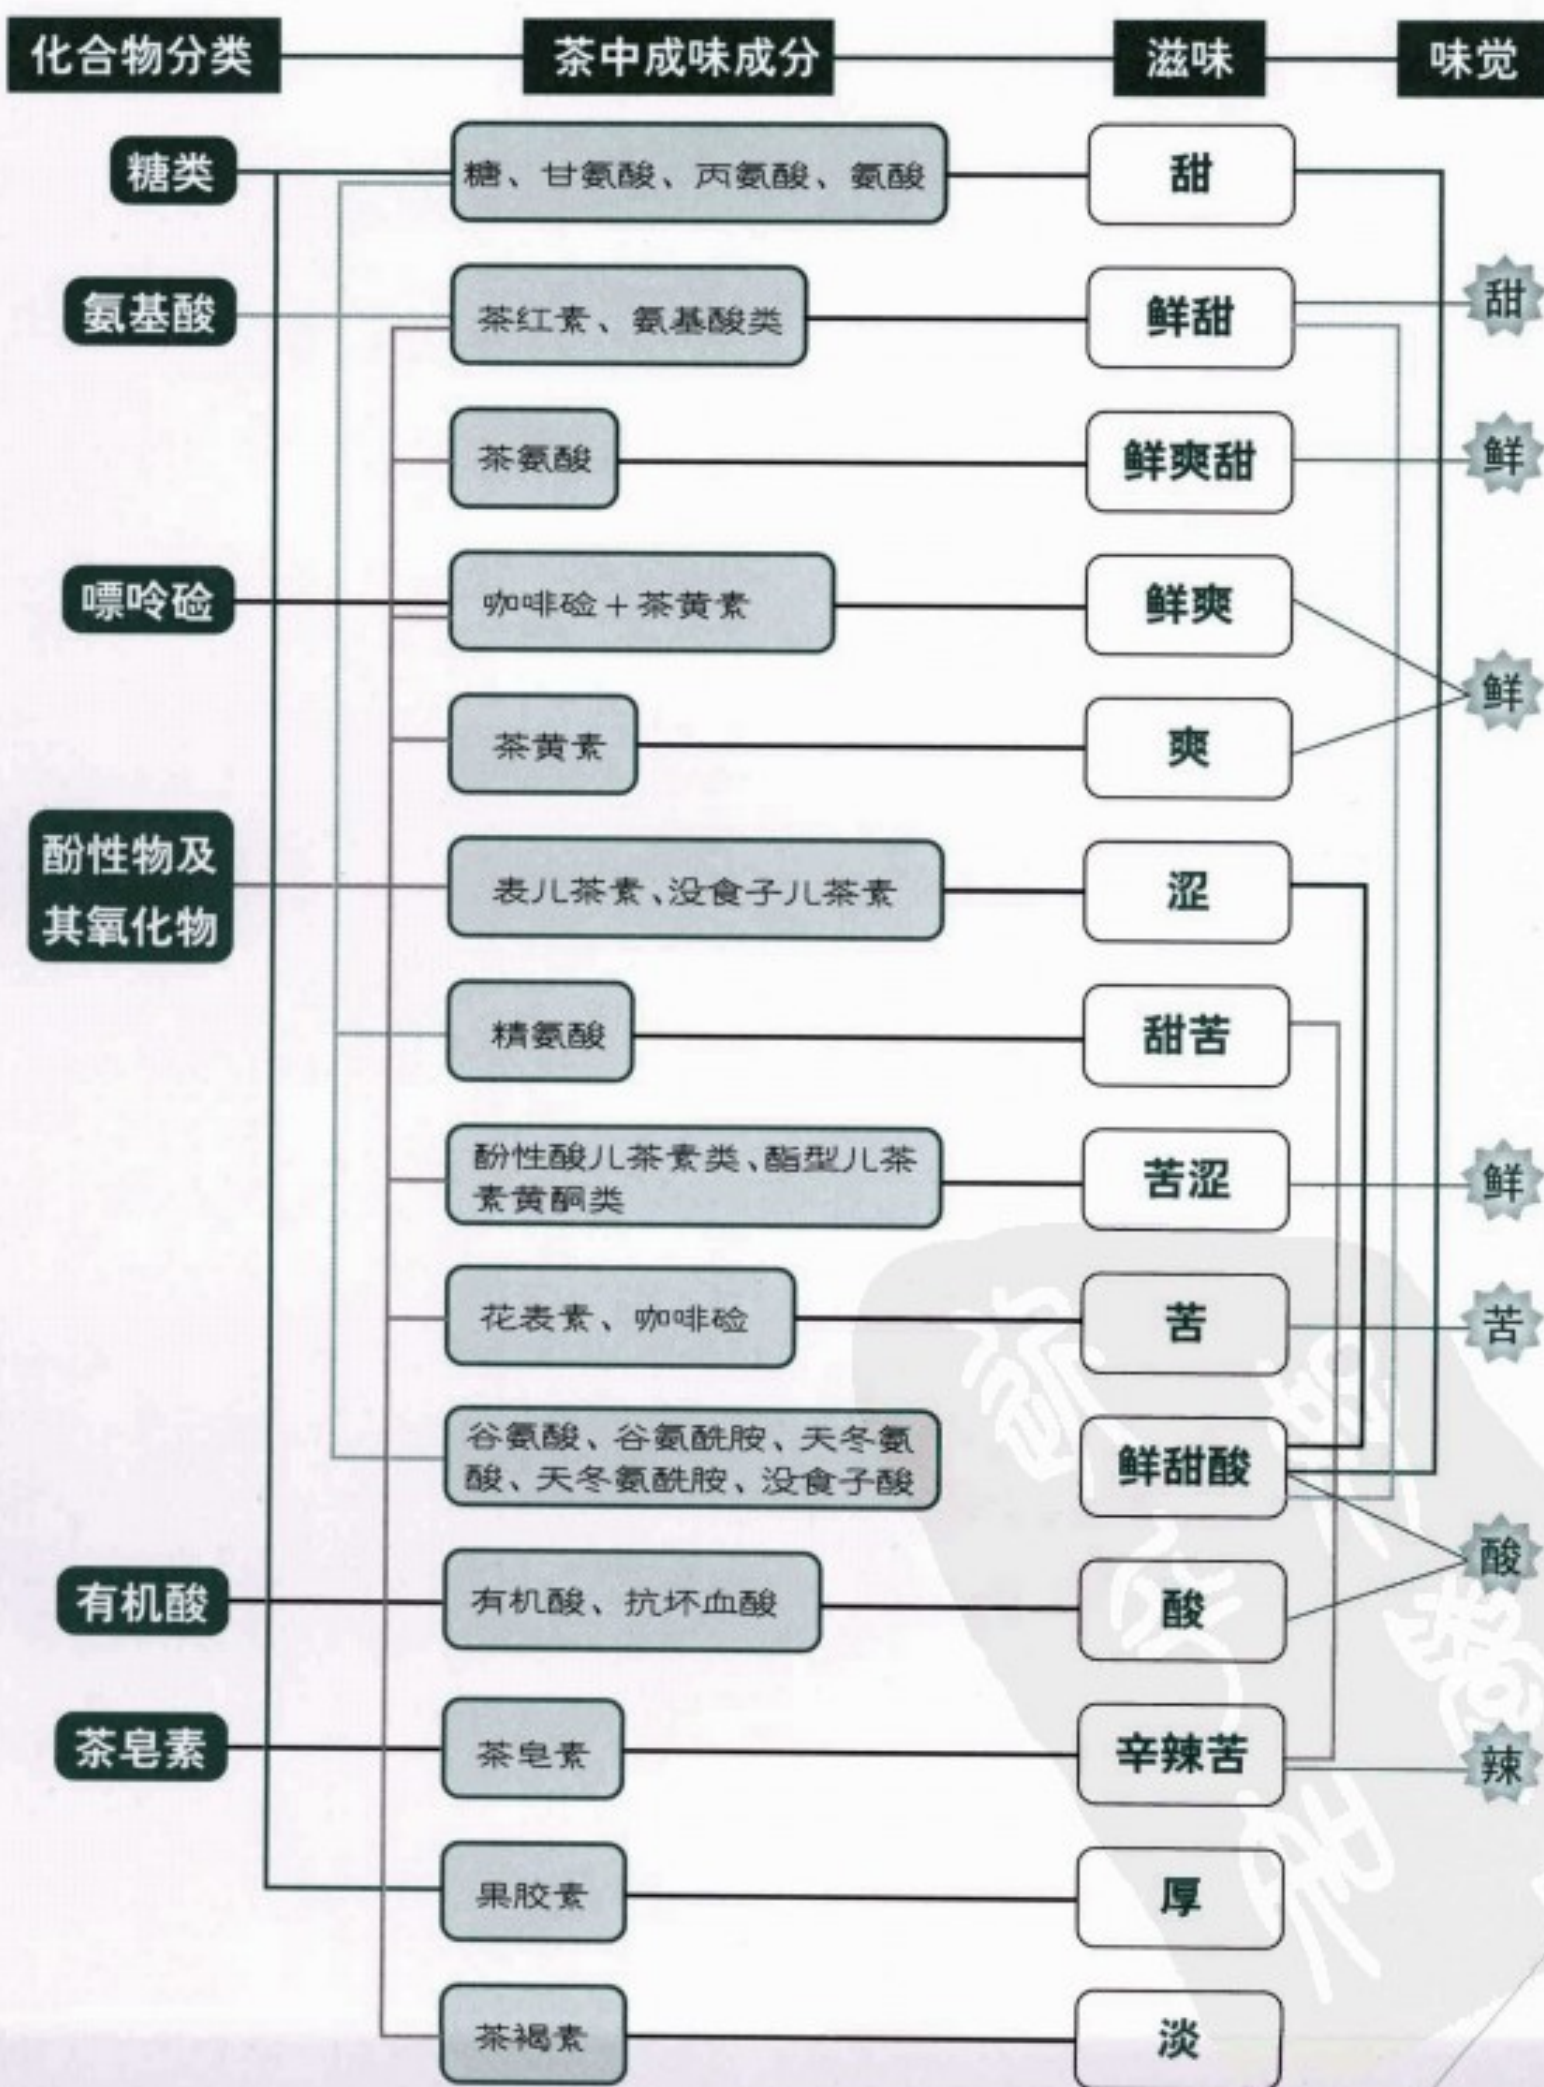 化合物分类 茶中成味成分 滋味 味觉
糖类 糖、甘氨酸、丙氨酸、氨酸 甜
甜
氨基酸 茶红素、氨基酸类 鲜甜
茶氨酸 鲜爽甜 鲜
嘌呤硷 咖啡硷＋茶黄素 鲜爽
鲜
茶黄素 爽
酚性物及
其氧化物
表儿茶素、没食子儿茶素 涩
精氨酸 甜苦
酚性酸儿茶素类、酯型儿茶
素黄酮类
苦涩 鲜
花表素、咖啡硷 苦 苦
谷氨酸、谷氨酰胺、天冬氨
酸、天冬氨酰胺、没食子酸
鲜甜酸
酸
有机酸 有机酸、抗坏血酸 酸
茶皂素 茶皂素 辛辣苦 辣
果胶素 厚
茶褐素 淡